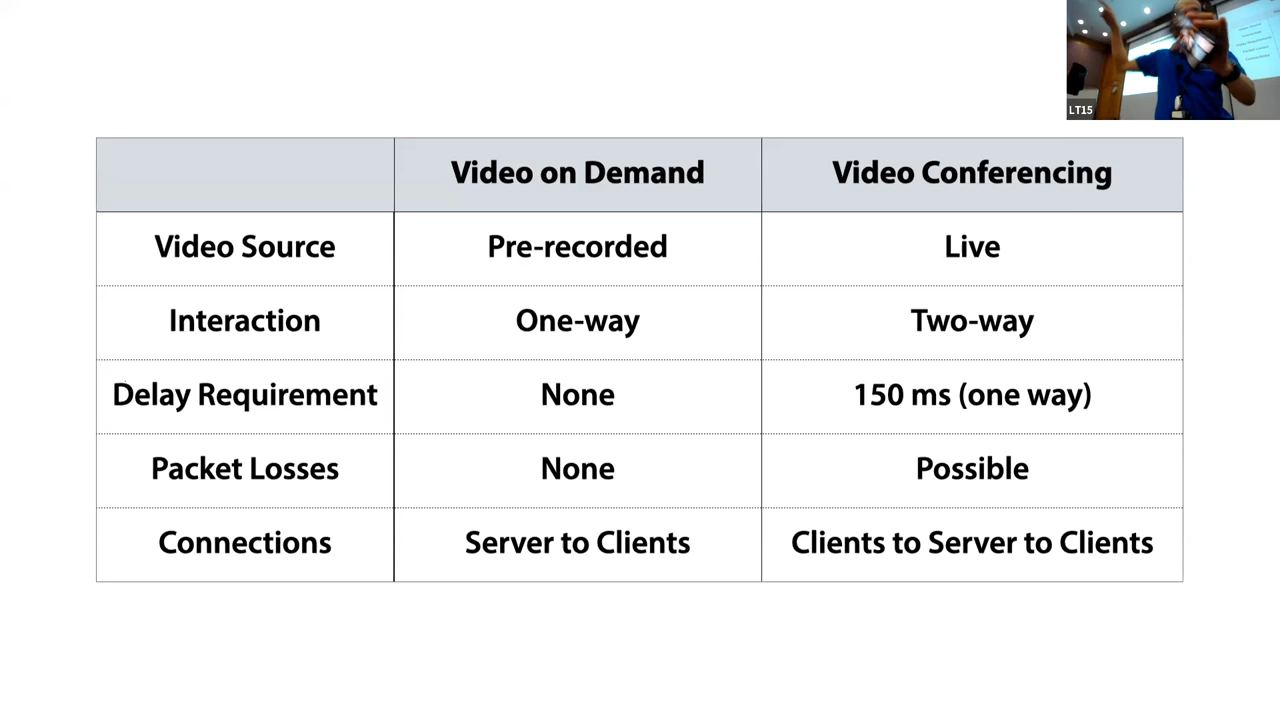 LT15
Video on Demand Video Conferencing
Video Source Pre-recorded Live
Interaction One-way Two-way
Delay Requirement None 150 ms (one way)
Packet Losses None Possible
Connections Server to Clients Clients to Server to Clients